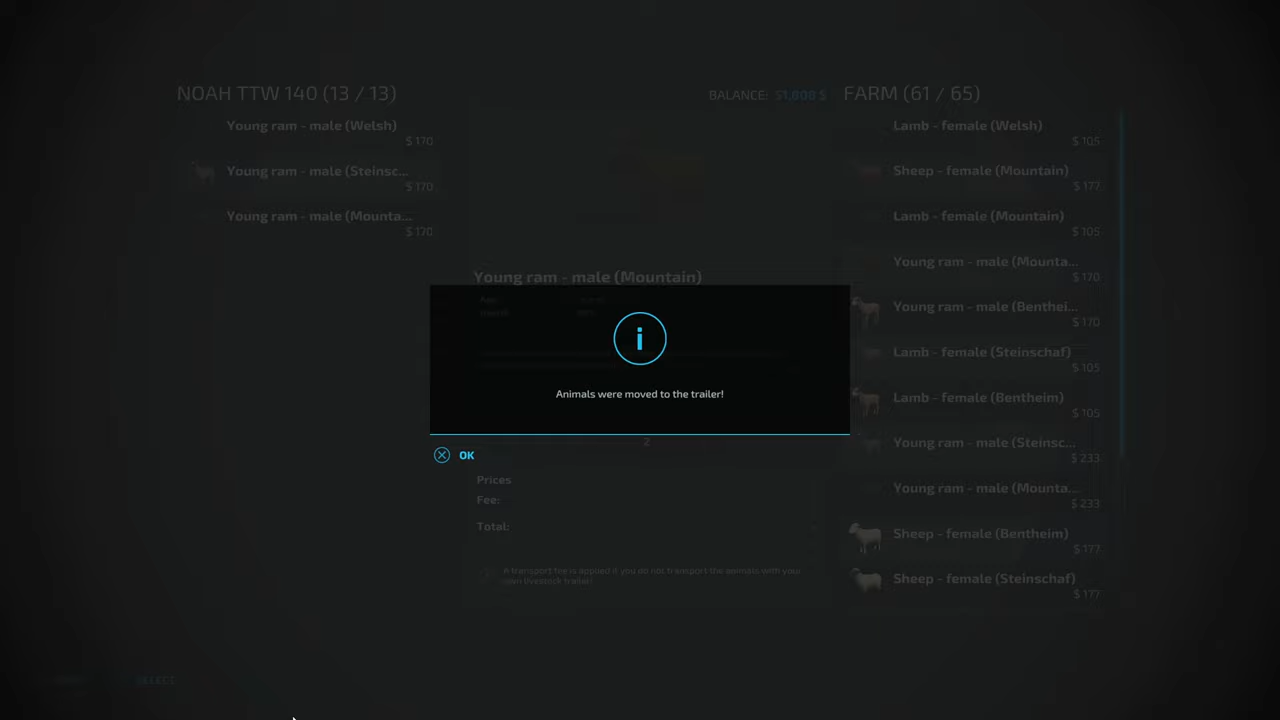 NOAH TTW 140 (13 / 13)
BALANCE:
FARM (61 / 65)
Young ram - male (Welsh)
$ 170
Young ram - male (Steinsc...
$ 170
Young ram - male (Mounta...
$ 170
Young ram - male (Mountain)
Animals were moved to the trailer!
OK
2
Prices
Fee:
Total:
A transport fee is applied if you do not transport the animals with your
own livestock trailer!
Lamb - female (Welsh)
$ 105
Sheep - female (Mountain)
$ 177
Lamb - female (Mountain)
$ 105
Young ram - male (Mounta...
$ 170
Young ram - male (Benthei...
$ 170
Lamb - female (Steinschaf)
$ 105
Lamb - female (Bentheim)
$ 105
Young ram - male (Steinsc...
$ 233
Young ram - male (Mounta...
$ 233
Sheep - female (Bentheim)
$ 177
Sheep - female (Steinschaf)
$ 177
SELECT